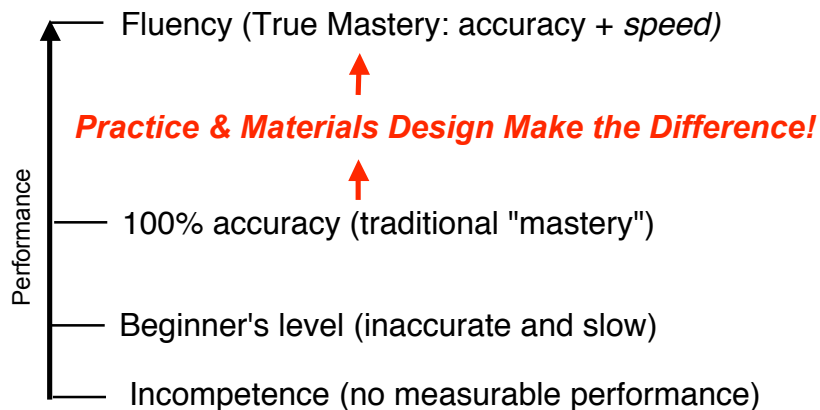 Fluency (True Mastery: accuracy + speed)
Practice & Materials Design Make the Difference!
100% accuracy (traditional "mastery")
Beginner's level (inaccurate and slow)
Incompetence (no measurable performance)
Performance